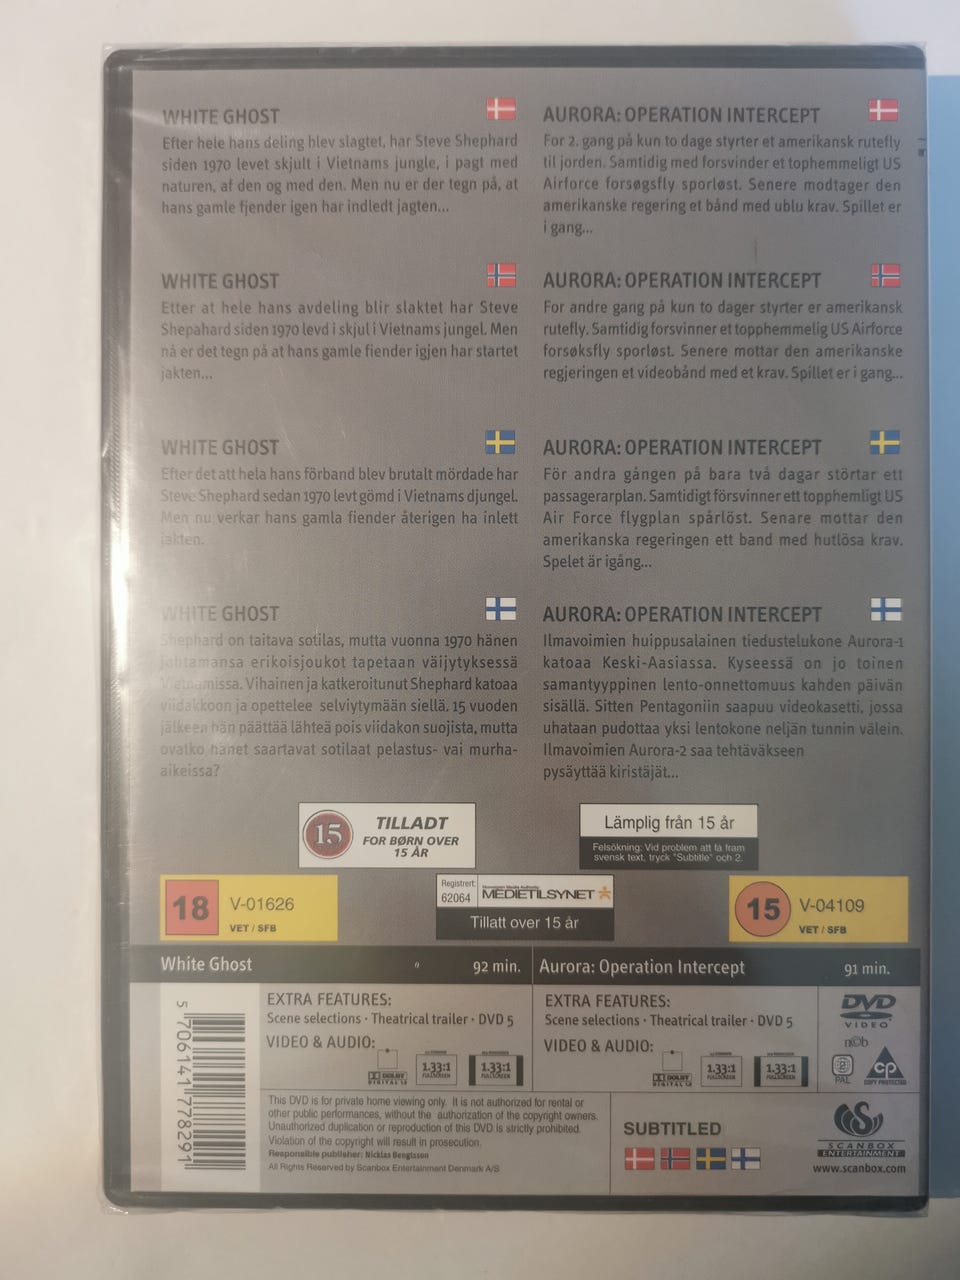 WHITE GHOST
Efter hele hans deling blev slagtet, har Steve Shephard
siden 1970 levet skjult i Vietnams jungle, i pagt med
naturen, af den og med den. Men nu er der tegn på, at
hans gamle fjender igen har indledt jagten...
AURORA: OPERATION INTERCEPT
For 2. gang på kun to dage styrter et amerikansk rutefly
til jorden. Samtidig med forsvinder et tophemmeligt US
Airforce forsøgsfly sporløst. Senere modtager den
amerikanske regering et bånd med ublu krav. Spillet er
i gang...
WHITE GHOST
Etter at hele hans avdeling blir slaktet har Steve
Shepahard siden 1970 levd i skjul i Vietnams jungel. Men
nå er det tegn på at hans gamle fiender igjen har startet
jakten...
AURORA: OPERATION INTERCEPT
For andre gang på kun to dager styrter er amerikansk
rutefly. Samtidig forsvinner et topphemmelig US Airforce
forsøksfly sporløst. Senere mottar den amerikanske
regjeringen et videobånd med et krav. Spillet er i gang...
WHITE GHOST
Efter det att hela hans förband blev brutalt mördade har
Steve Shephard sedan 1970 levt gömd i Vietnams djungel.
Men nu verkar hans gamla fiender återigen ha inlett
jakten.
AURORA: OPERATION INTERCEPT
För andra gången på bara två dagar störtar ett
passagerarplan. Samtidigt försvinner ett topphemligt US
Air Force flygplan spårlöst. Senare mottar den
amerikanska regeringen ett band med hutlösa krav.
Spelet är igång...
WHITE GHOST
Shephard on taitava sotilas, mutta vuonna 1970 hänen
johtamansa erikoisjoukot tapetaan väijytyksessä
Vietnamissa. Vihainen ja katkeroitunut Shephard katoaa
viidakkoon ja opettelee selviytymään siellä. 15 vuoden
jälkeen hän päättää lähteä pois viidakon suojista, mutta
ovatko hänet saartavat sotilaat pelastus- vai murha-
aikeissa?
AURORA: OPERATION INTERCEPT
Ilmavoimien huippusalainen tiedustelukone Aurora-1
katoaa Keski-Aasiassa. Kyseessä on jo toinen
samantyyppinen lento-onnettomuus kahden päivän
sisällä. Sitten Pentagoniin saapuu videokasetti, jossa
uhataan pudottaa yksi lentokone neljän tunnin välein.
Ilmavoimien Aurora-2 saa tehtäväkseen
pysäyttää kiristäjät...
15 TILLADT
FOR BØRN OVER
15 ÅR
Lämplig från 15 år
Felsökning: Vid problem att få fram
svensk text, tryck "Subtitle" och 2.
18 V-01626
VET / SFB
Registrert:
62064
Norwegian Media Authority
MEDIETILSYNET
Tillatt over 15 år
15 V-04109
VET / SFB
White Ghost 92 min.
Aurora: Operation Intercept 91 min.
EXTRA FEATURES:
Scene selections · Theatrical trailer · DVD 5
VIDEO & AUDIO:
DOLBY
DIGITAL
1.33:1
FULLSCREEN
1.33:1
FULLSCREEN
EXTRA FEATURES:
Scene selections · Theatrical trailer · DVD 5
VIDEO & AUDIO:
DOLBY
DIGITAL
1.33:1
FULLSCREEN
1.33:1
FULLSCREEN
DVD
VIDEO
n©b
2
PAL
CP
COPY PROTECTED
5 706141 778291
This DVD is for private home viewing only. It is not authorized for rental or
other public performances, without the authorization of the copyright owners.
Unauthorized duplication or reproduction of this DVD is strictly prohibited.
Violation of the copyright will result in prosecution.
Responsible publisher: Nicklas Bengtsson
All Rights Reserved by Scanbox Entertainment Denmark A/S
SUBTITLED
SCANBOX
ENTERTAINMENT
www.scanbox.com